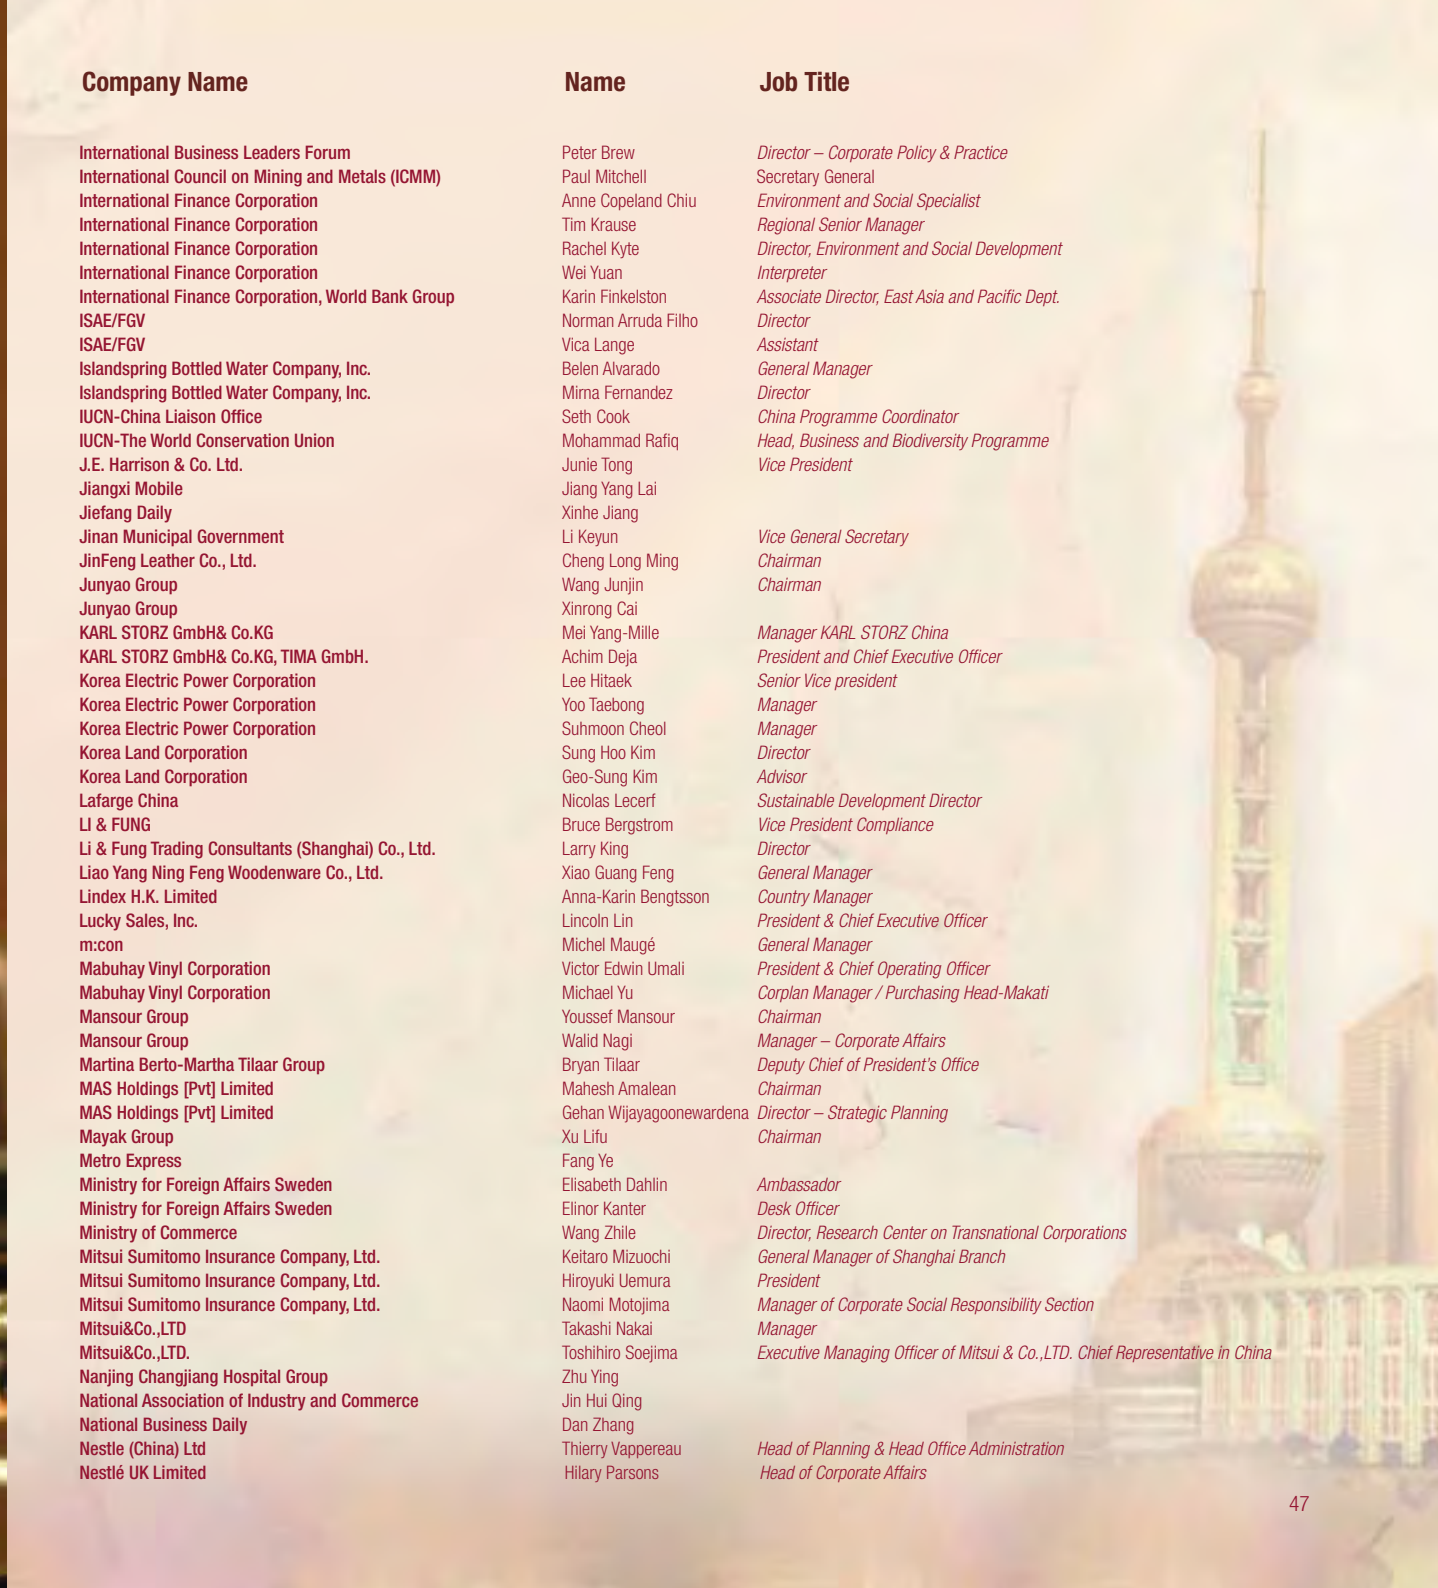 Company Name Name Job Title
International Business Leaders Forum Peter Brew Director – Corporate Policy & Practice
International Council on Mining and Metals (ICMM) Paul Mitchell Secretary General
International Finance Corporation Anne Copeland Chiu Environment and Social Specialist
International Finance Corporation Tim Krause Regional Senior Manager
International Finance Corporation Rachel Kyte Director, Environment and Social Development
International Finance Corporation Wei Yuan Interpreter
International Finance Corporation, World Bank Group Karin Finkelston Associate Director, East Asia and Pacific Dept.
ISAE/FGV Norman Arruda Filho Director
ISAE/FGV Vica Lange Assistant
Islandspring Bottled Water Company, Inc. Belen Alvarado General Manager
Islandspring Bottled Water Company, Inc. Mirna Fernandez Director
IUCN-China Liaison Office Seth Cook China Programme Coordinator
IUCN-The World Conservation Union Mohammad Rafiq Head, Business and Biodiversity Programme
J.E. Harrison & Co. Ltd. Junie Tong Vice President
Jiangxi Mobile Jiang Yang Lai
Jiefang Daily Xinhe Jiang
Jinan Municipal Government Li Keyun Vice General Secretary
JinFeng Leather Co., Ltd. Cheng Long Ming Chairman
Junyao Group Wang Junjin Chairman
Junyao Group Xinrong Cai
KARL STORZ GmbH& Co.KG Mei Yang-Mille Manager KARL STORZ China
KARL STORZ GmbH& Co.KG, TIMA GmbH. Achim Deja President and Chief Executive Officer
Korea Electric Power Corporation Lee Hitaek Senior Vice president
Korea Electric Power Corporation Yoo Taebong Manager
Korea Electric Power Corporation Suhmoon Cheol Manager
Korea Land Corporation Sung Hoo Kim Director
Korea Land Corporation Geo-Sung Kim Advisor
Lafarge China Nicolas Lecerf Sustainable Development Director
LI & FUNG Bruce Bergstrom Vice President Compliance
Li & Fung Trading Consultants (Shanghai) Co., Ltd. Larry King Director
Liao Yang Ning Feng Woodenware Co., Ltd. Xiao Guang Feng General Manager
Lindex H.K. Limited Anna-Karin Bengtsson Country Manager
Lucky Sales, Inc. Lincoln Lin President & Chief Executive Officer
m:con Michel Maugé General Manager
Mabuhay Vinyl Corporation Victor Edwin Umali President & Chief Operating Officer
Mabuhay Vinyl Corporation Michael Yu Corplan Manager / Purchasing Head-Makati
Mansour Group Youssef Mansour Chairman
Mansour Group Walid Nagi Manager – Corporate Affairs
Martina Berto-Martha Tilaar Group Bryan Tilaar Deputy Chief of President's Office
MAS Holdings [Pvt] Limited Mahesh Amalean Chairman
MAS Holdings [Pvt] Limited Gehan Wijayagoonewardena Director – Strategic Planning
Mayak Group Xu Lifu Chairman
Metro Express Fang Ye
Ministry for Foreign Affairs Sweden Elisabeth Dahlin Ambassador
Ministry for Foreign Affairs Sweden Elinor Kanter Desk Officer
Ministry of Commerce Wang Zhile Director, Research Center on Transnational Corporations
Mitsui Sumitomo Insurance Company, Ltd. Keitaro Mizuochi General Manager of Shanghai Branch
Mitsui Sumitomo Insurance Company, Ltd. Hiroyuki Uemura President
Mitsui Sumitomo Insurance Company, Ltd. Naomi Motojima Manager of Corporate Social Responsibility Section
Mitsui&Co.,LTD Takashi Nakai Manager
Mitsui&Co.,LTD. Toshihiro Soejima Executive Managing Officer of Mitsui & Co.,LTD. Chief Representative in China
Nanjing Changjiang Hospital Group Zhu Ying
National Association of Industry and Commerce Jin Hui Qing
National Business Daily Dan Zhang
Nestle (China) Ltd Thierry Vappereau Head of Planning & Head Office Administration
Nestlé UK Limited Hilary Parsons Head of Corporate Affairs
47